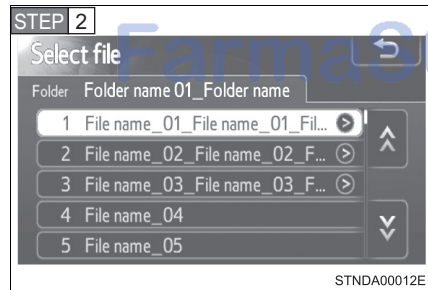 STEP 2
Select file
Folder Folder name 01_Folder name
1 File name_01_File name_01_Fil...
2 File name_02_File name_02_F...
3 File name_03_File name_03_F...
4 File name_04
5 File name_05
STNDA00012E